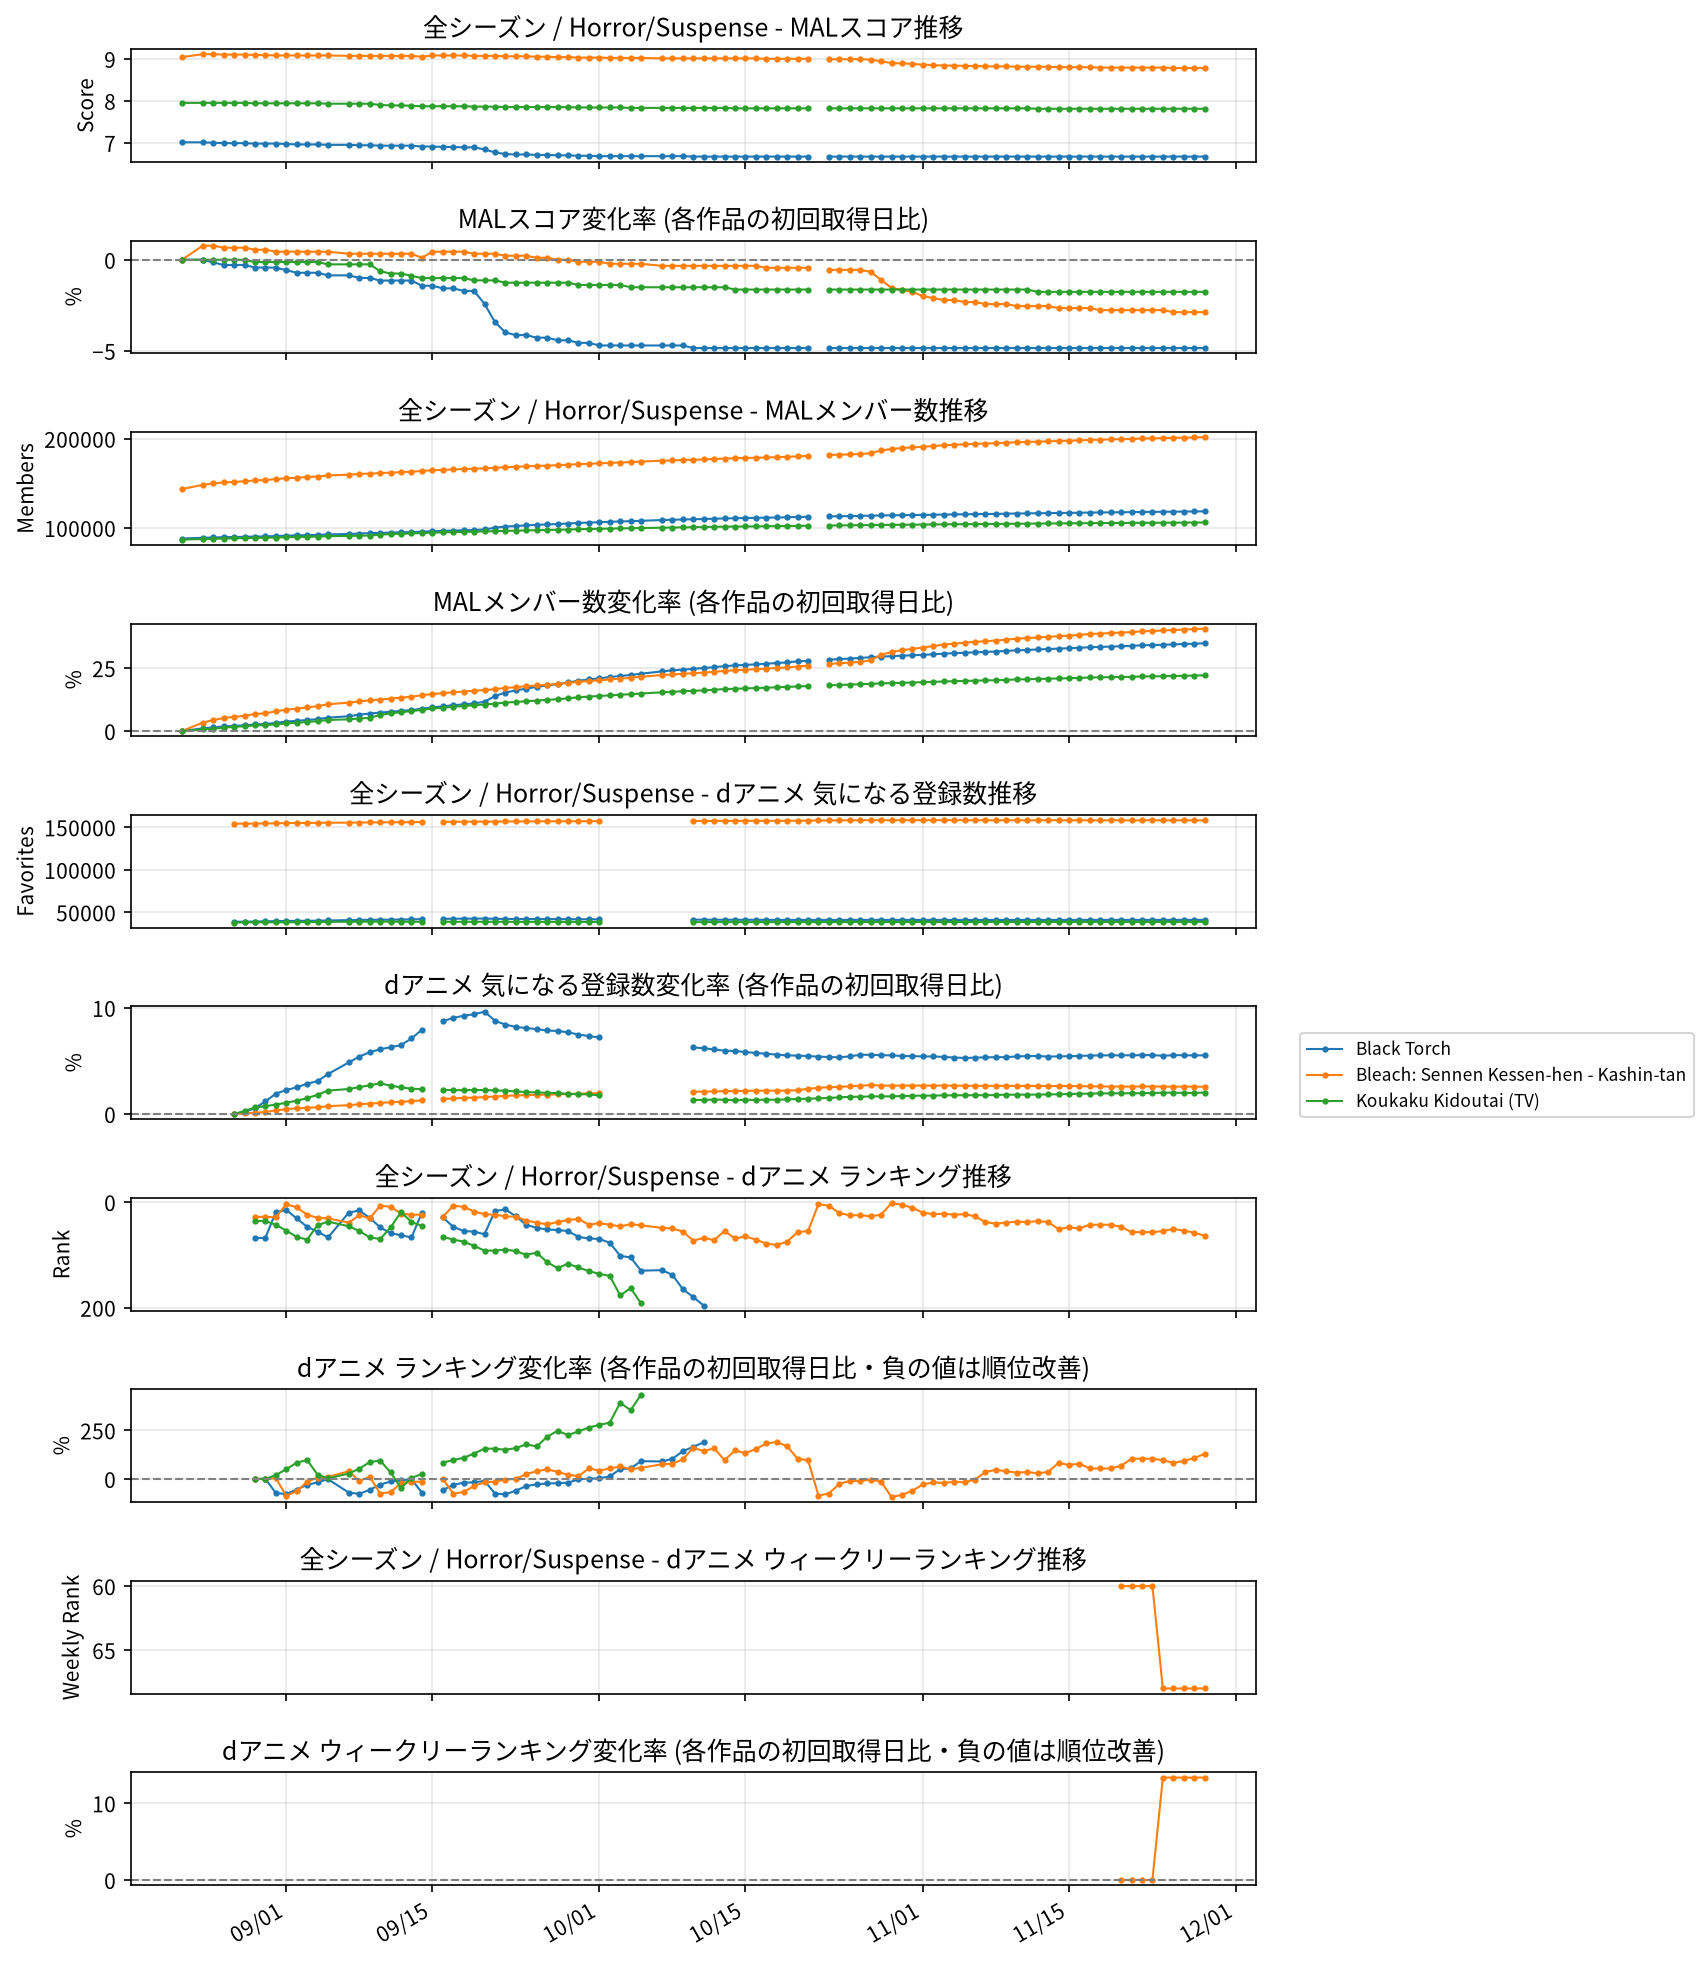 全シーズン / Horror/Suspense - MALスコア推移
Score
9
8
7
MALスコア変化率 (各作品の初回取得日比)
%
0
−5
全シーズン / Horror/Suspense - MALメンバー数推移
Members
200000
100000
MALメンバー数変化率 (各作品の初回取得日比)
%
25
0
全シーズン / Horror/Suspense - dアニメ 気になる登録数推移
Favorites
150000
100000
50000
dアニメ 気になる登録数変化率 (各作品の初回取得日比)
%
10
0
Black Torch
Bleach: Sennen Kessen-hen - Kashin-tan
Koukaku Kidoutai (TV)
全シーズン / Horror/Suspense - dアニメ ランキング推移
Rank
0
200
dアニメ ランキング変化率 (各作品の初回取得日比・負の値は順位改善)
%
250
0
全シーズン / Horror/Suspense - dアニメ ウィークリーランキング推移
Weekly Rank
60
65
dアニメ ウィークリーランキング変化率 (各作品の初回取得日比・負の値は順位改善)
%
10
0
09/01
09/15
10/01
10/15
11/01
11/15
12/01